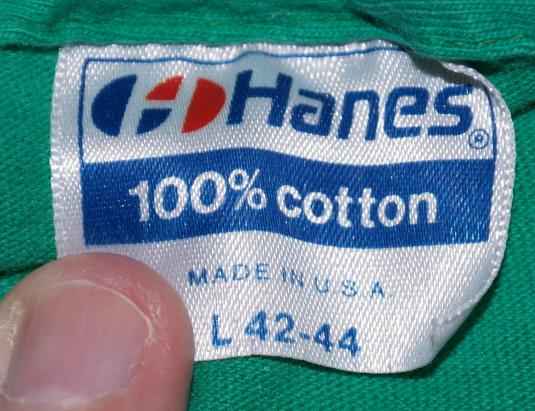 Hanes®
100% cotton
MADE IN U.S.A.
L 42-44